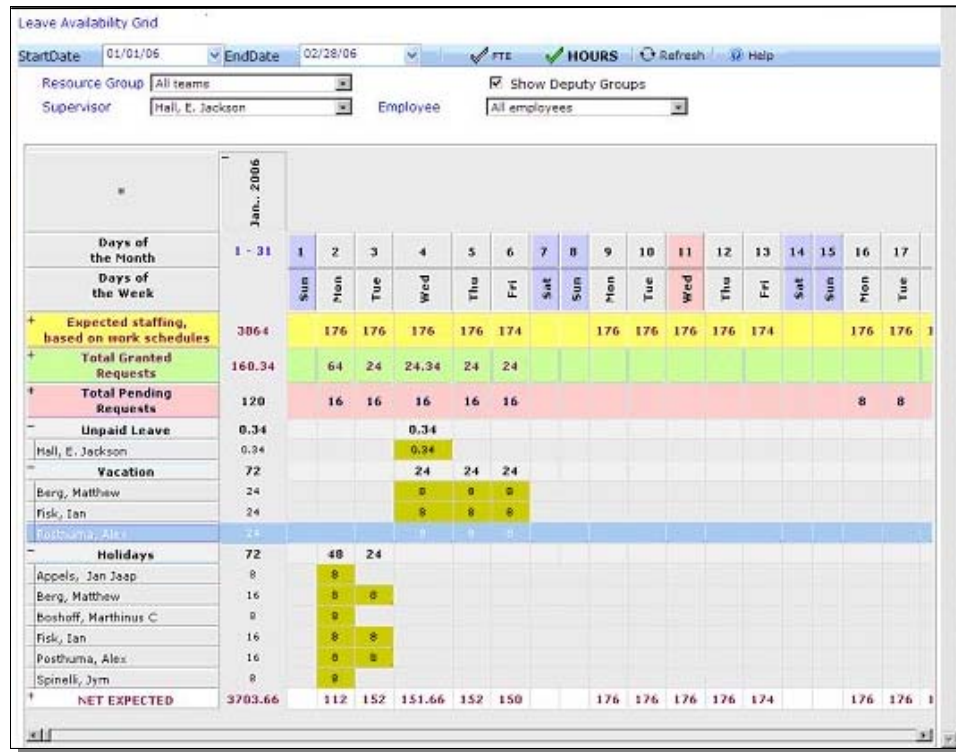 Leave Availability Grid
StartDate 01/01/06 EndDate 02/28/06 FTE HOURS Refresh Help
Resource Group All teams Show Deputy Groups
Supervisor Hall, E. Jackson Employee All employees
Jan.. 2006
Days of the Month 1 - 31 1 2 3 4 5 6 7 8 9 10 11 12 13 14 15 16 17
Days of the Week Sun Mon Tue Wed Thu Fri Sat Sun Mon Tue Wed Thu Fri Sat Sun Mon Tue
+ Expected staffing, based on work schedules 3864 176 176 176 176 174 176 176 176 176 174 176 176 1
+ Total Granted Requests 160.34 64 24 24.34 24 24
+ Total Pending Requests 120 16 16 16 16 16 8 8
- Unpaid Leave 0.34 0.34
Hall, E. Jackson 0.34 0.34
- Vacation 72 24 24 24
Berg, Matthew 24 8 8 8
Fisk, Ian 24 8 8 8
Posthuma, Alex 24 8 8 8
- Holidays 72 48 24
Appels, Jan Jaap 8 8
Berg, Matthew 16 8 8
Boshoff, Marthinus C 8 8
Fisk, Ian 16 8 8
Posthuma, Alex 16 8 8
Spinelli, Jym 8 8
+ NET EXPECTED 3703.66 112 152 151.66 152 150 176 176 176 176 174 176 176 1